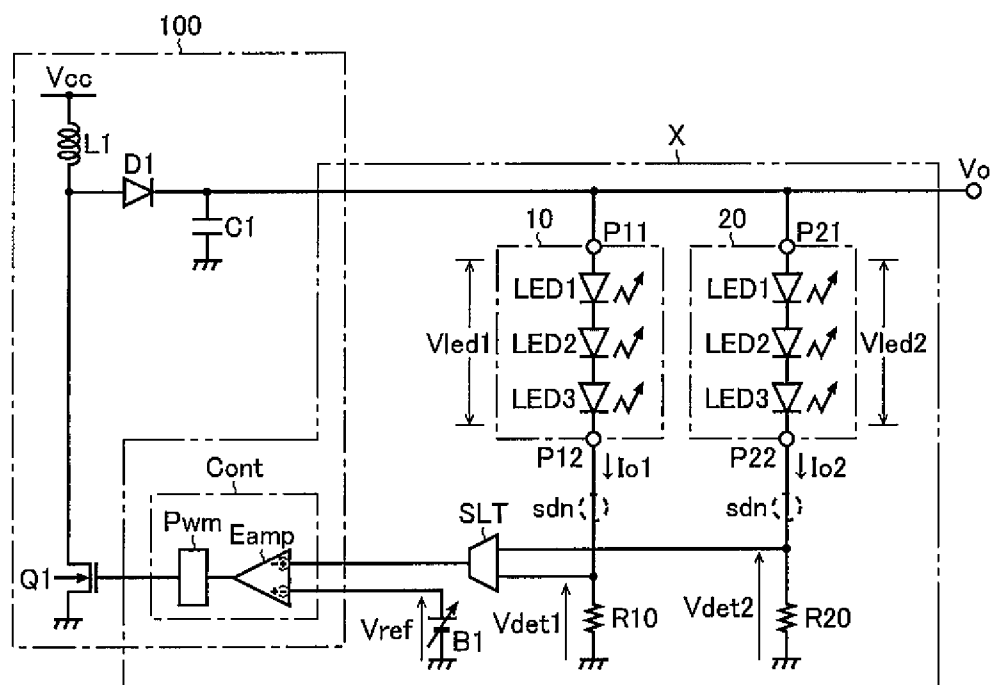 100
Vcc
L1
D1
C1
X
Vo
10
P11
20
P21
LED1
LED1
Vled1
LED2
LED2
Vled2
LED3
LED3
P12
Io1
P22
Io2
Cont
sdn
sdn
SLT
Pwm
Eamp
Q1
Vref
B1
Vdet1
R10
Vdet2
R20